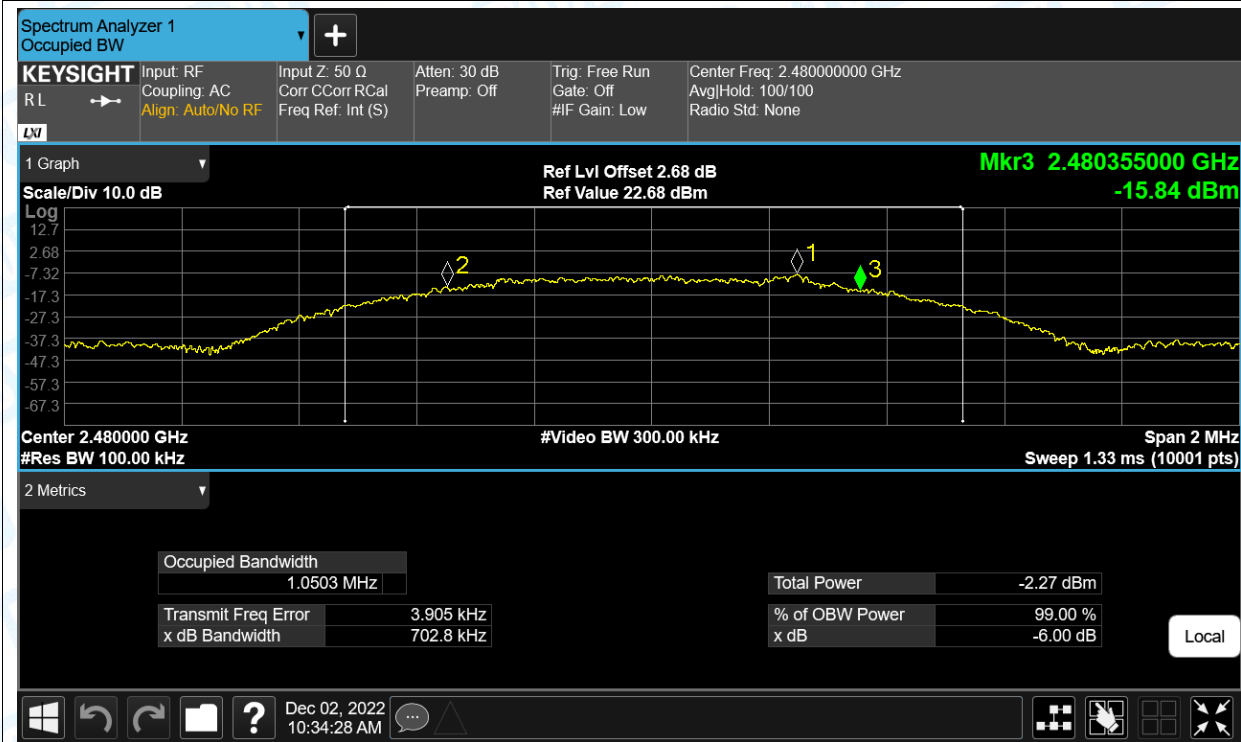 Spectrum Analyzer 1
Occupied BW
KEYSIGHT
R L
LXI
Input: RF
Coupling: AC
Align: Auto/No RF
Input Z: 50 Ω
Corr CCorr RCal
Freq Ref: Int (S)
Atten: 30 dB
Preamp: Off
Trig: Free Run
Gate: Off
#IF Gain: Low
Center Freq: 2.480000000 GHz
Avg|Hold: 100/100
Radio Std: None
1 Graph
Scale/Div 10.0 dB
Ref Lvl Offset 2.68 dB
Ref Value 22.68 dBm
Mkr3 2.480355000 GHz
-15.84 dBm
Log
12.7
2.68
-7.32
-17.3
-27.3
-37.3
-47.3
-57.3
-67.3
2
1
3
Center 2.480000 GHz
#Res BW 100.00 kHz
#Video BW 300.00 kHz
Span 2 MHz
Sweep 1.33 ms (10001 pts)
2 Metrics
Occupied Bandwidth
1.0503 MHz
Transmit Freq Error 3.905 kHz
x dB Bandwidth 702.8 kHz
Total Power -2.27 dBm
% of OBW Power 99.00 %
x dB -6.00 dB
Local
?
Dec 02, 2022
10:34:28 AM